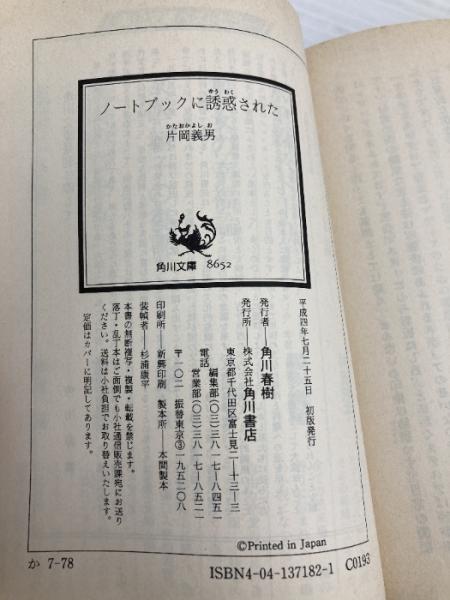 ノートブックに誘惑された
ゆうわく
片岡義男
かたおかよしお
角川文庫 8652
平成四年七月二十五日 初版発行
発行者――角川春樹
発行所――株式会社角川書店
東京都千代田区富士見二―十三―三
電話 編集部(〇三)三八一七―八四五一
営業部(〇三)三八一七―八五二一
〒一〇二 振替東京③一九五二〇八
印刷所――新興印刷 製本所――本間製本
装幀者――杉浦康平
本書の無断複写・複製・転載を禁じます。
落丁・乱丁本はご面倒でも小社通信販売課宛にお送り
ください。送料は小社負担でお取り替えいたします。
定価はカバーに明記してあります。
©Printed in Japan
か 7-78
ISBN4-04-137182-1 C0193